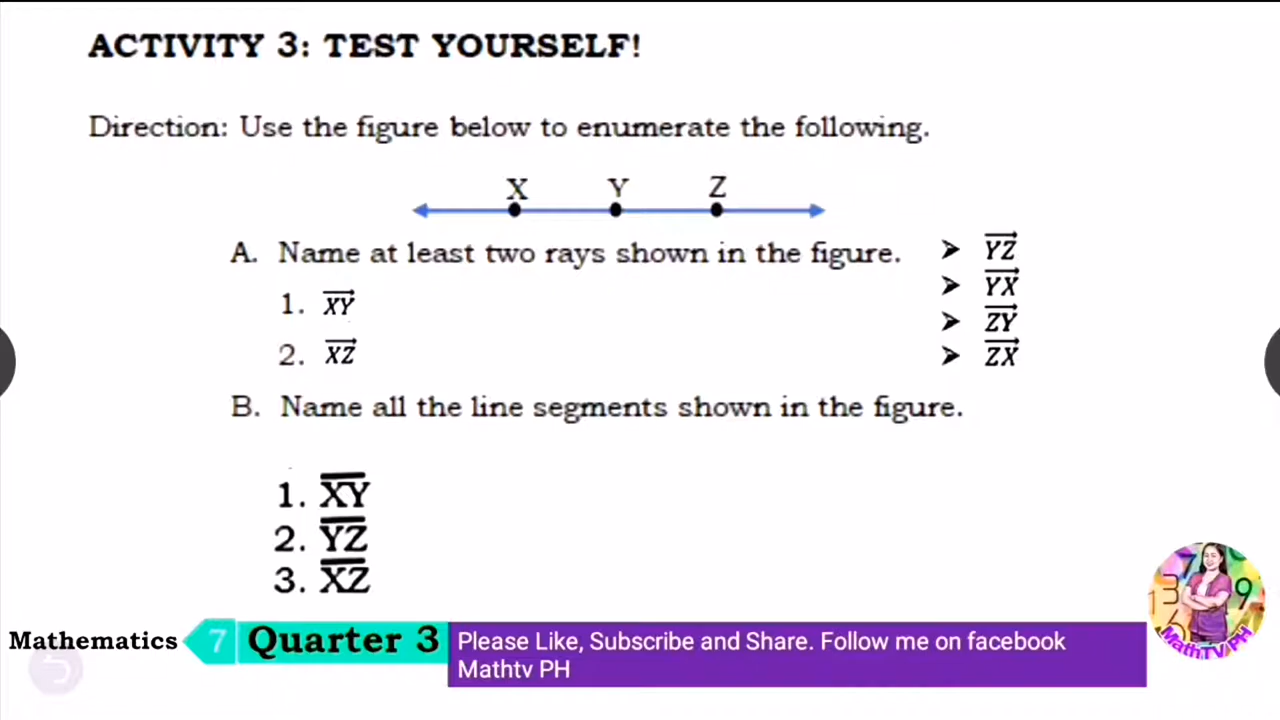 ACTIVITY 3: TEST YOURSELF!
Direction: Use the figure below to enumerate the following.
X Y Z
A. Name at least two rays shown in the figure.
1. XY
2. XZ
➤ YZ
➤ YX
➤ ZY
➤ ZX
B. Name all the line segments shown in the figure.
1. XY
2. YZ
3. XZ
Mathematics 7 Quarter 3
Please Like, Subscribe and Share. Follow me on facebook
Mathtv PH
MathTV PH